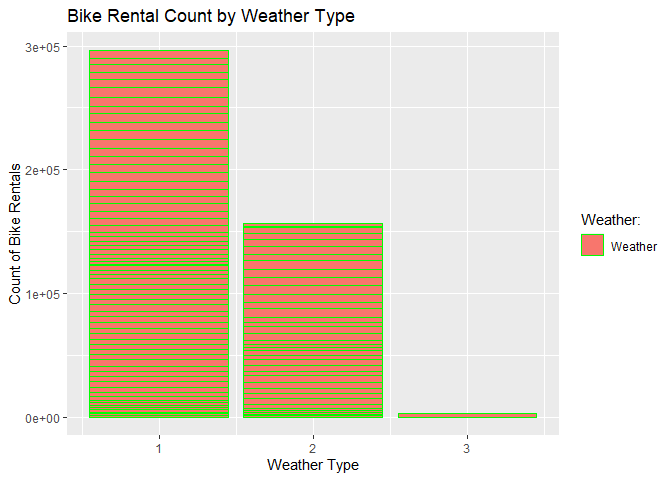 Bike Rental Count by Weather Type
3e+05
2e+05
1e+05
0e+00
Count of Bike Rentals
1 2 3
Weather Type
Weather:
Weather